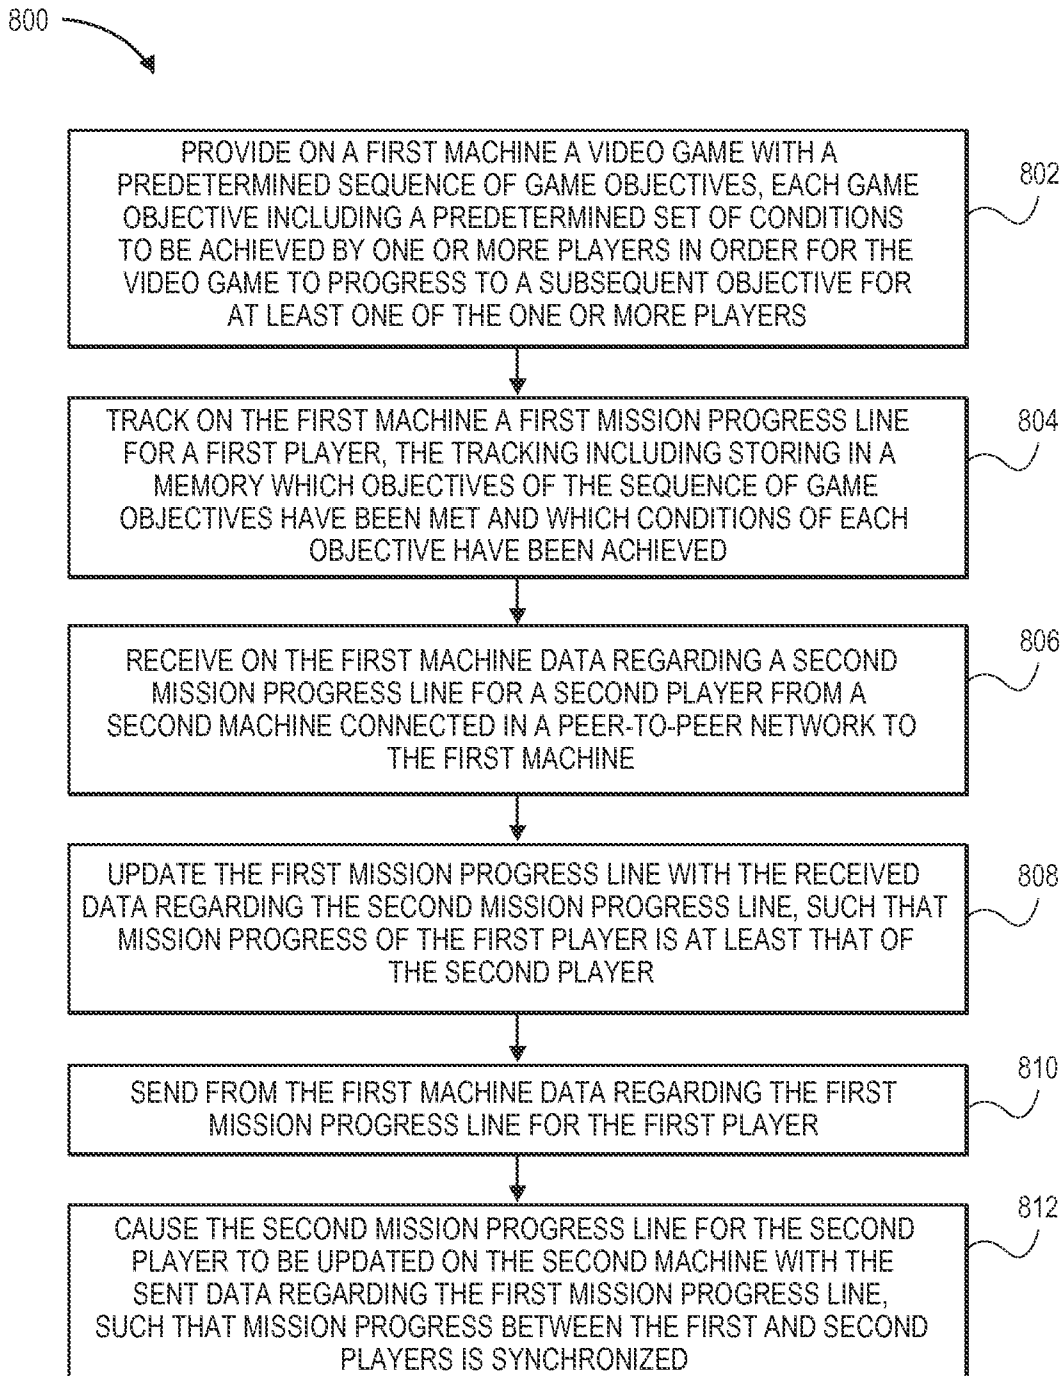 800
PROVIDE ON A FIRST MACHINE A VIDEO GAME WITH A
PREDETERMINED SEQUENCE OF GAME OBJECTIVES, EACH GAME
OBJECTIVE INCLUDING A PREDETERMINED SET OF CONDITIONS
TO BE ACHIEVED BY ONE OR MORE PLAYERS IN ORDER FOR THE
VIDEO GAME TO PROGRESS TO A SUBSEQUENT OBJECTIVE FOR
AT LEAST ONE OF THE ONE OR MORE PLAYERS
802
TRACK ON THE FIRST MACHINE A FIRST MISSION PROGRESS LINE
FOR A FIRST PLAYER, THE TRACKING INCLUDING STORING IN A
MEMORY WHICH OBJECTIVES OF THE SEQUENCE OF GAME
OBJECTIVES HAVE BEEN MET AND WHICH CONDITIONS OF EACH
OBJECTIVE HAVE BEEN ACHIEVED
804
RECEIVE ON THE FIRST MACHINE DATA REGARDING A SECOND
MISSION PROGRESS LINE FOR A SECOND PLAYER FROM A
SECOND MACHINE CONNECTED IN A PEER-TO-PEER NETWORK TO
THE FIRST MACHINE
806
UPDATE THE FIRST MISSION PROGRESS LINE WITH THE RECEIVED
DATA REGARDING THE SECOND MISSION PROGRESS LINE, SUCH THAT
MISSION PROGRESS OF THE FIRST PLAYER IS AT LEAST THAT OF
THE SECOND PLAYER
808
SEND FROM THE FIRST MACHINE DATA REGARDING THE FIRST
MISSION PROGRESS LINE FOR THE FIRST PLAYER
810
CAUSE THE SECOND MISSION PROGRESS LINE FOR THE SECOND
PLAYER TO BE UPDATED ON THE SECOND MACHINE WITH THE
SENT DATA REGARDING THE FIRST MISSION PROGRESS LINE,
SUCH THAT MISSION PROGRESS BETWEEN THE FIRST AND SECOND
PLAYERS IS SYNCHRONIZED
812